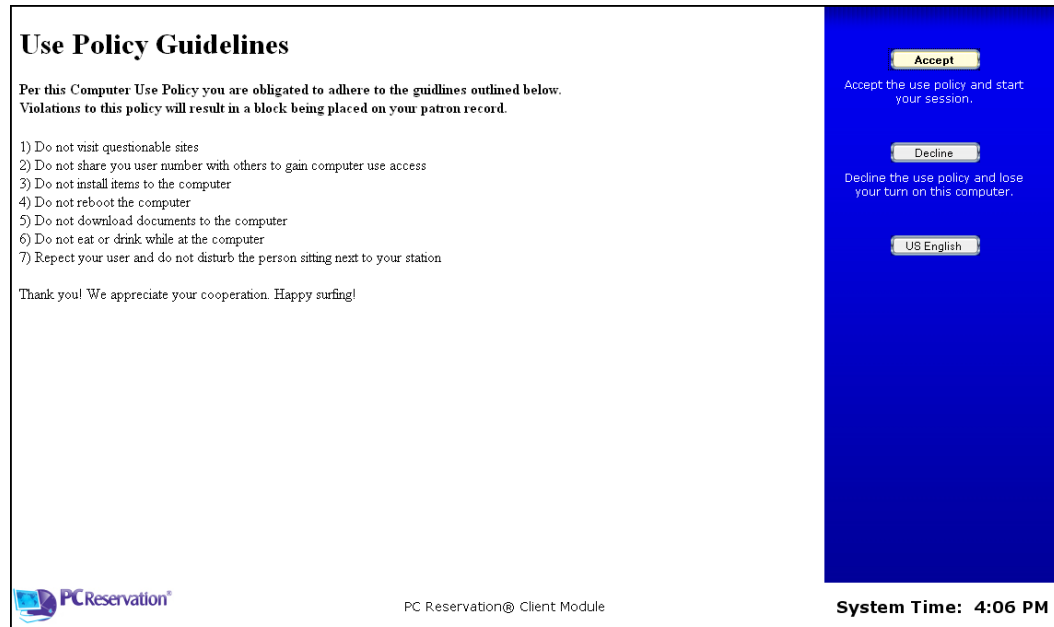 Use Policy Guidelines
Per this Computer Use Policy you are obligated to adhere to the guidlines outlined below.
Violations to this policy will result in a block being placed on your patron record.
1) Do not visit questionable sites
2) Do not share you user number with others to gain computer use access
3) Do not install items to the computer
4) Do not reboot the computer
5) Do not download documents to the computer
6) Do not eat or drink while at the computer
7) Repect your user and do not disturb the person sitting next to your station
Thank you! We appreciate your cooperation. Happy surfing!
Accept
Accept the use policy and start
your session.
Decline
Decline the use policy and lose
your turn on this computer.
US English
PCReservation®
PC Reservation® Client Module
System Time: 4:06 PM